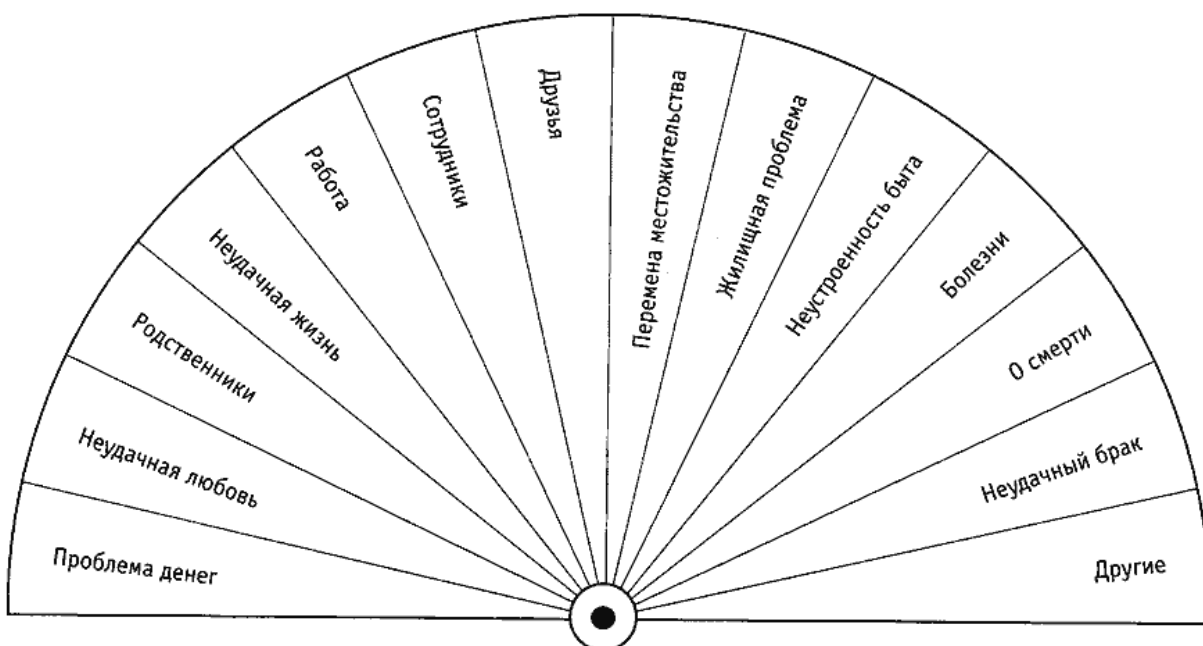 Проблема денег
Неудачная любовь
Родственники
Неудачная жизнь
Работа
Сотрудники
Друзья
Перемена местожительства
Жилищная проблема
Неустроенность быта
Болезни
О смерти
Неудачный брак
Другие